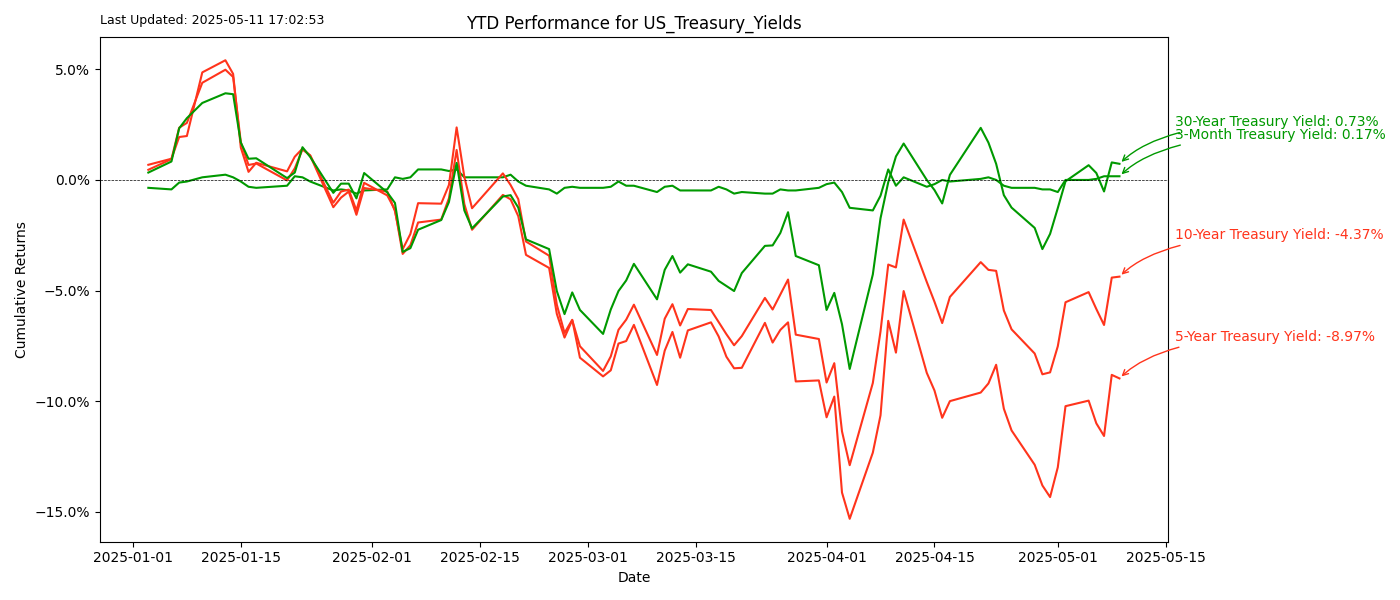 Last Updated: 2025-05-11 17:02:53
YTD Performance for US_Treasury_Yields
5.0%
0.0%
−5.0%
−10.0%
−15.0%
Cumulative Returns
30-Year Treasury Yield: 0.73%
3-Month Treasury Yield: 0.17%
10-Year Treasury Yield: -4.37%
5-Year Treasury Yield: -8.97%
2025-01-01
2025-01-15
2025-02-01
2025-02-15
2025-03-01
2025-03-15
2025-04-01
2025-04-15
2025-05-01
2025-05-15
Date